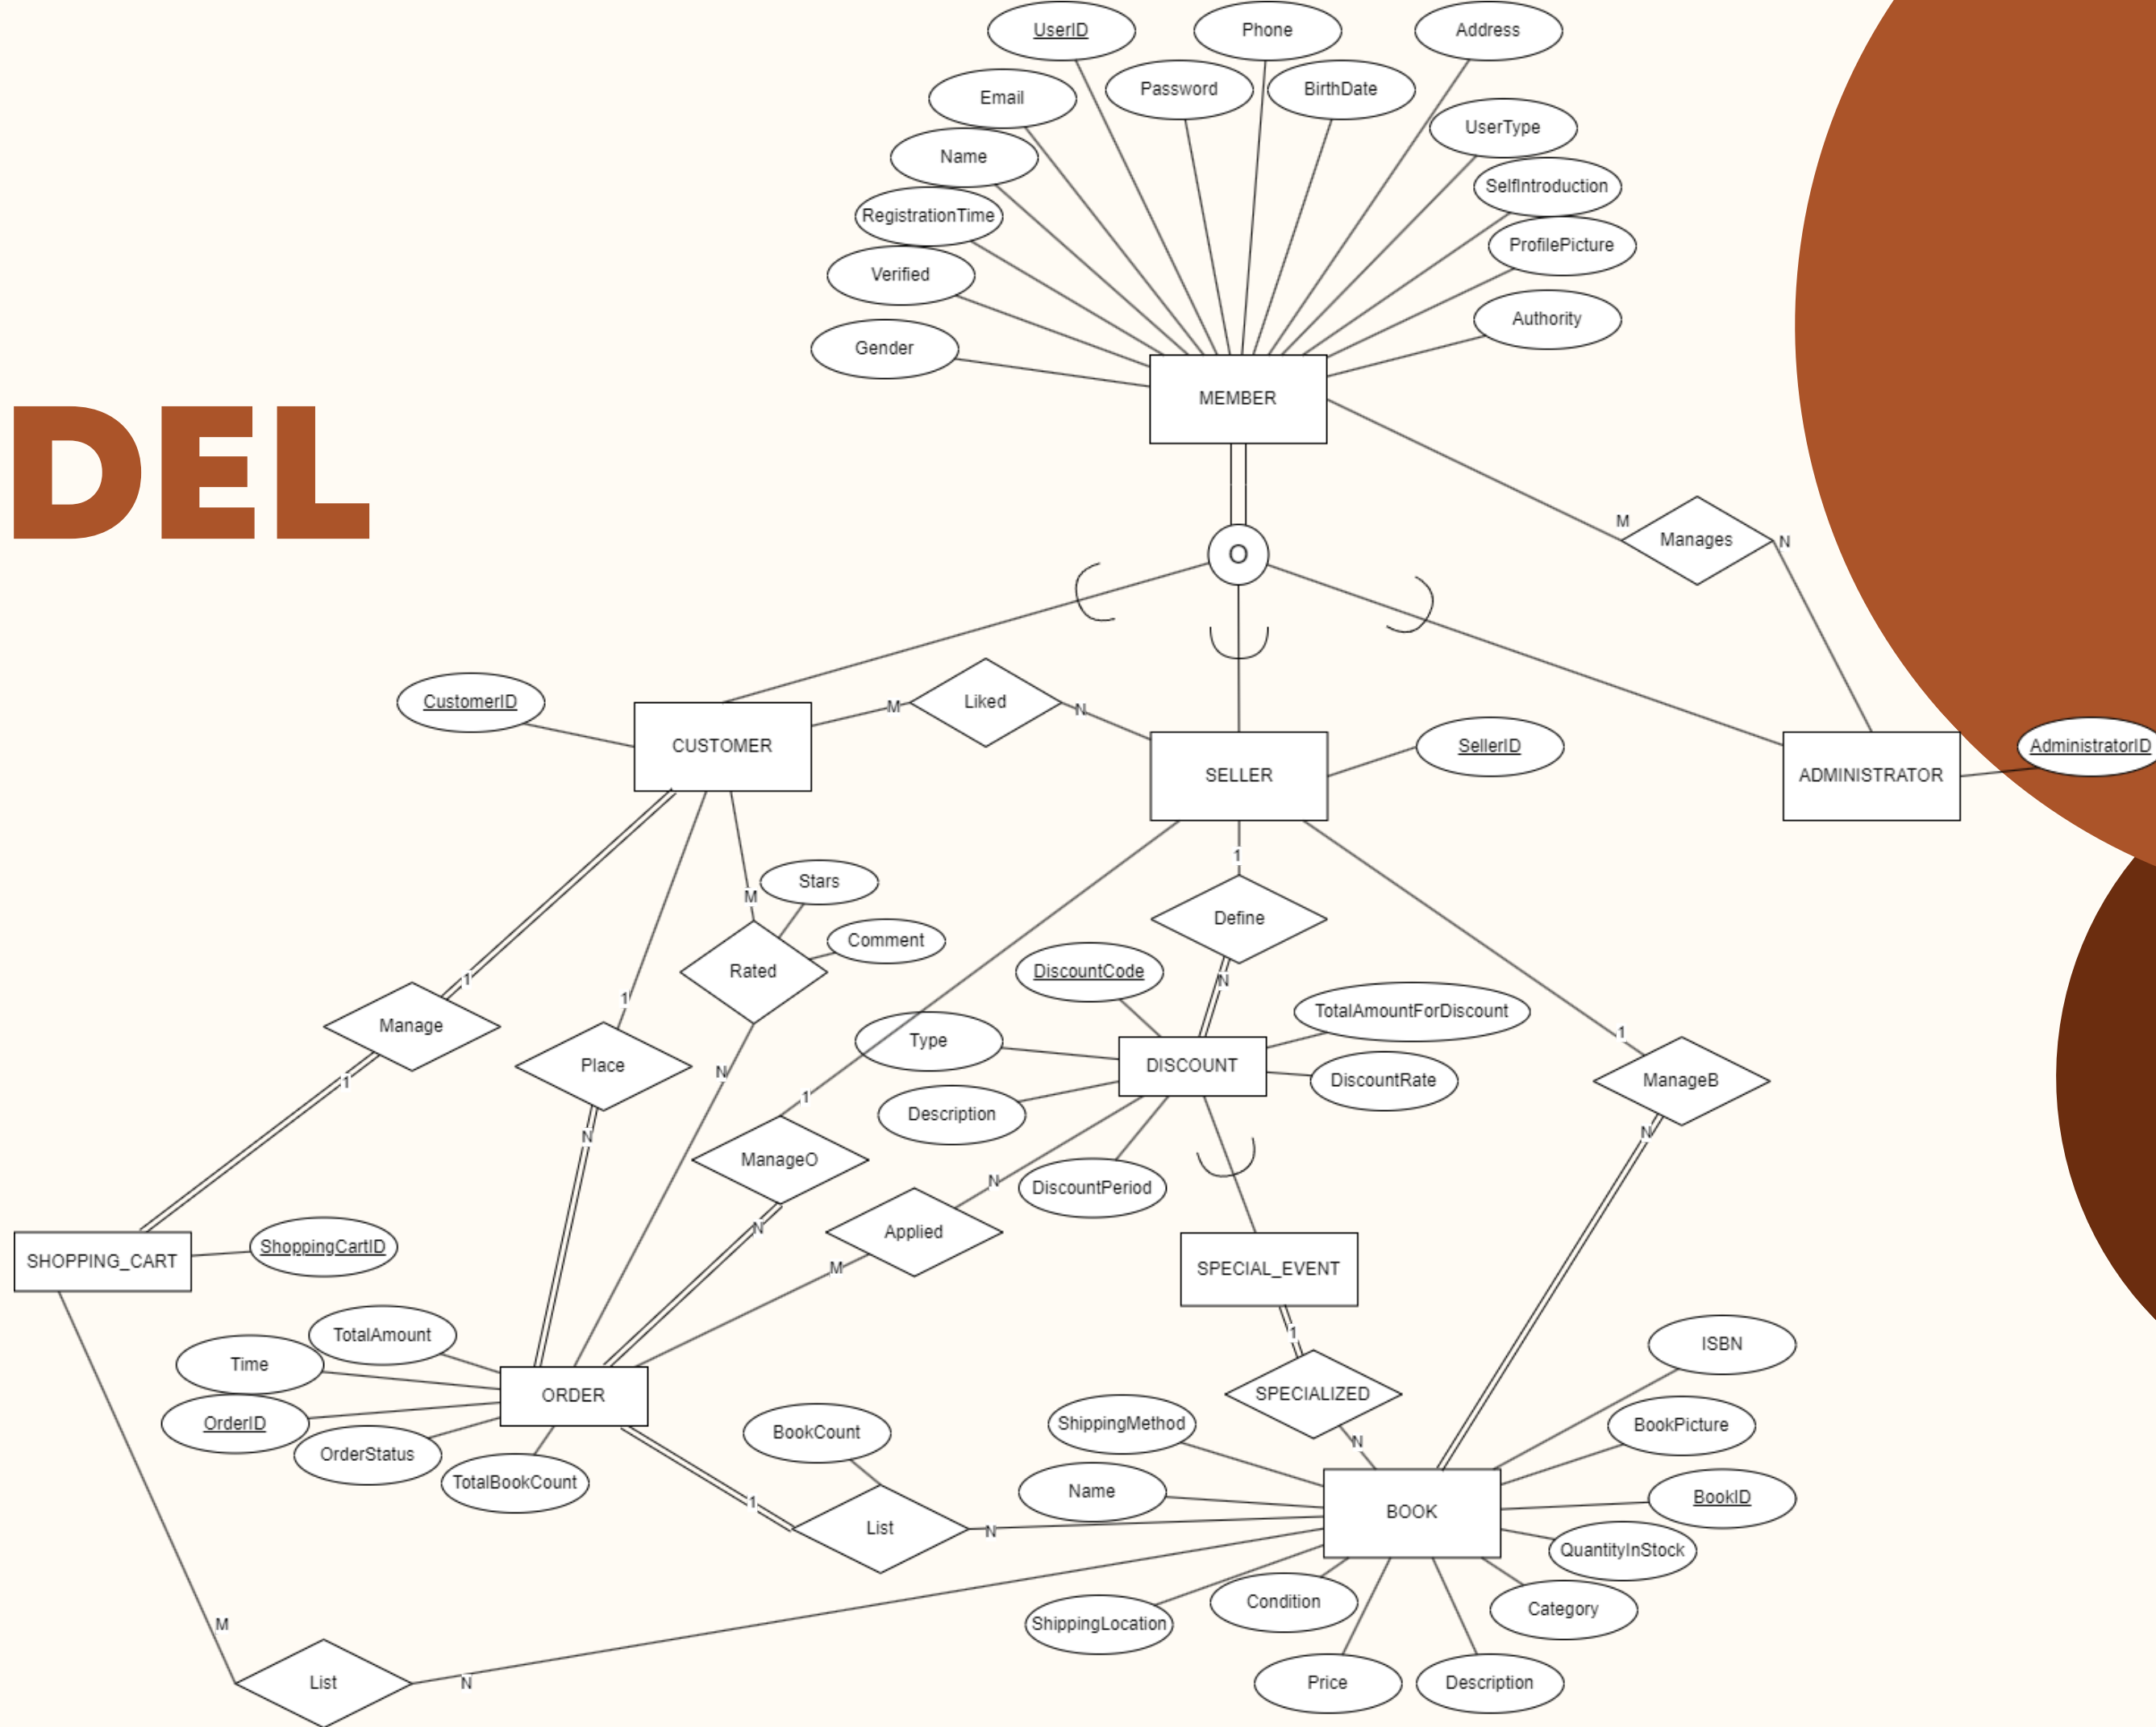 UserID
Phone
Address
Password
BirthDate
Email
UserType
Name
SelfIntroduction
RegistrationTime
ProfilePicture
Verified
Authority
Gender
MEMBER
DEL
M
Manages
N
O
CustomerID
CUSTOMER
M
Liked
N
SELLER
SellerID
ADMINISTRATOR
AdministratorID
1
Stars
M
Define
Comment
Rated
DiscountCode
N
1
1
Manage
Place
TotalAmountForDiscount
Type
DISCOUNT
DiscountRate
1
ManageB
1
N
1
Description
N
N
ManageO
N
DiscountPeriod
N
Applied
M
SHOPPING_CART
ShoppingCartID
SPECIAL_EVENT
1
TotalAmount
Time
ORDER
OrderID
OrderStatus
TotalBookCount
SPECIALIZED
N
ISBN
ShippingMethod
BookPicture
BookCount
Name
BOOK
BookID
1
List
N
QuantityInStock
Condition
Category
ShippingLocation
M
List
N
Price
Description